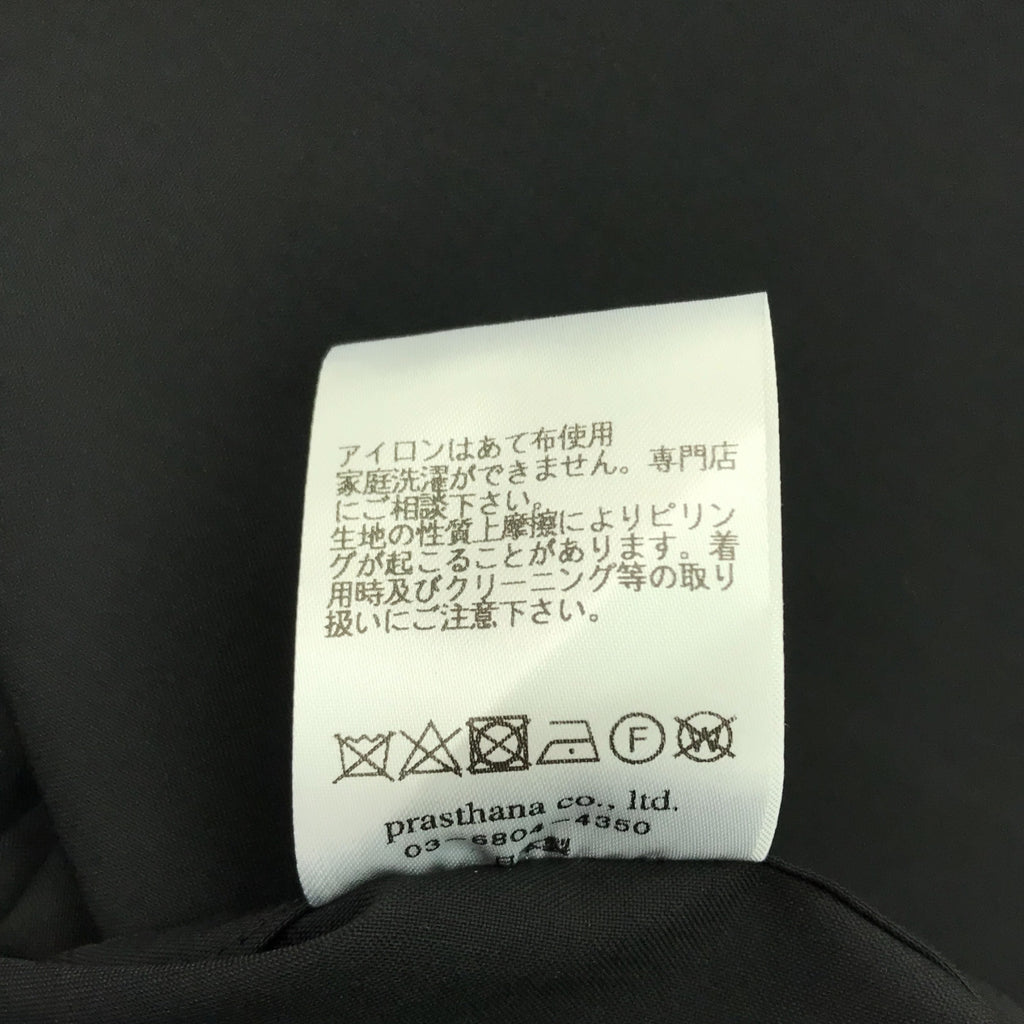 アイロンはあて布使用
家庭洗濯ができません。専門店
にご相談下さい。
生地の性質上摩擦によりピリン
グが起こることがあります。着
用時及びクリーニング等の取り
扱いにご注意下さい。
F W
prasthana co., ltd.
03-6804-4350